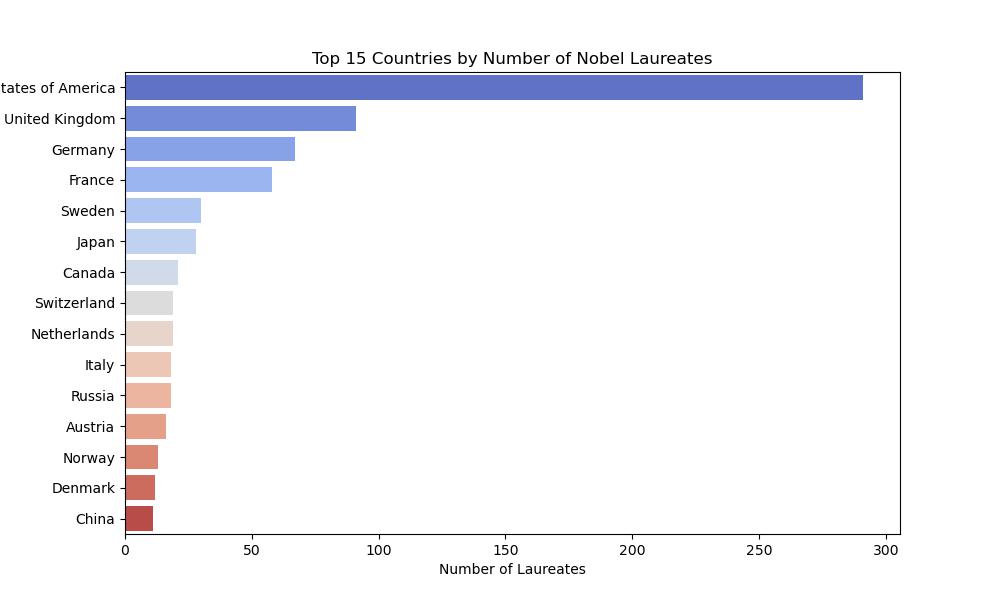 Top 15 Countries by Number of Nobel Laureates
tates of America
United Kingdom
Germany
France
Sweden
Japan
Canada
Switzerland
Netherlands
Italy
Russia
Austria
Norway
Denmark
China
0 50 100 150 200 250 300
Number of Laureates